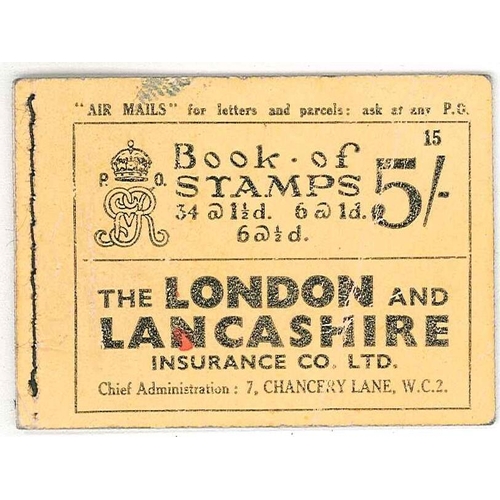 "AIR MAILS" for letters and parcels: ask at any P.O.
15
P. O.
Book · of
STAMPS 5/-
34 @ 1½d. 6 @ 1d.
6 @ ½d.
THE LONDON AND
LANCASHIRE
INSURANCE CO. LTD.
Chief Administration : 7, CHANCERY LANE, W.C.2.